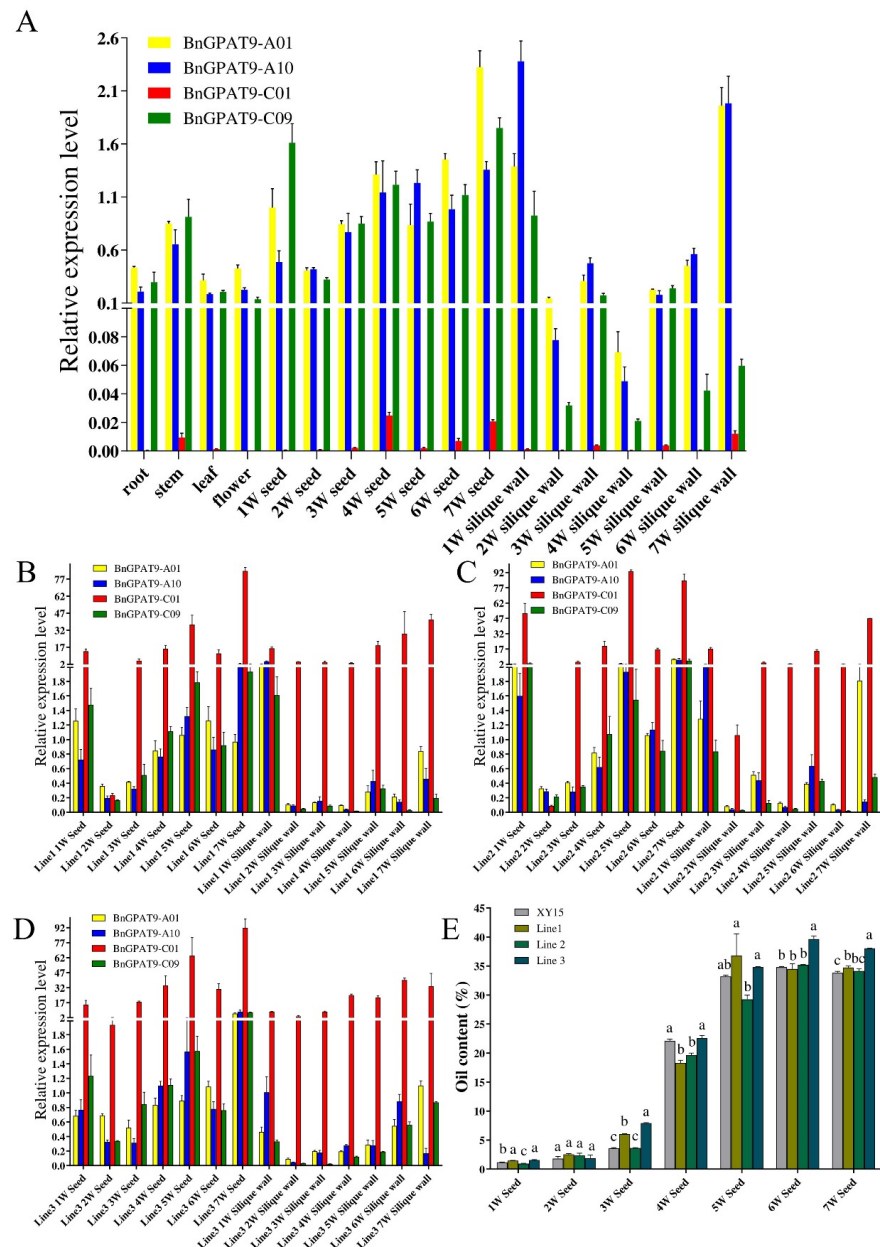 A
BnGPAT9-A01
BnGPAT9-A10
BnGPAT9-C01
BnGPAT9-C09
Relative expression level
2.6
2.1
1.6
1.1
0.6
0.1
0.08
0.06
0.04
0.02
0.00
root
stem
leaf
flower
1W seed
2W seed
3W seed
4W seed
5W seed
6W seed
7W seed
1W silique wall
2W silique wall
3W silique wall
4W silique wall
5W silique wall
6W silique wall
7W silique wall
B
BnGPAT9-A01
BnGPAT9-A10
BnGPAT9-C01
BnGPAT9-C09
Relative expression level
77
62
47
32
17
2
1.8
1.4
1.0
0.8
0.6
0.4
0.2
0.0
Line1 1W Seed
Line1 2W Seed
Line1 3W Seed
Line1 4W Seed
Line1 5W Seed
Line1 6W Seed
Line1 7W Seed
Line1 1W Silique wall
Line1 2W Silique wall
Line1 3W Silique wall
Line1 4W Silique wall
Line1 5W Silique wall
Line1 6W Silique wall
Line1 7W Silique wall
C
BnGPAT9-A01
BnGPAT9-A10
BnGPAT9-C01
BnGPAT9-C09
Relative expression level
92
77
62
47
32
17
2
1.8
1.4
1.0
0.8
0.6
0.4
0.2
0.0
Line2 1W Seed
Line2 2W Seed
Line2 3W Seed
Line2 4W Seed
Line2 5W Seed
Line2 6W Seed
Line2 7W Seed
Line2 1W Silique wall
Line2 2W Silique wall
Line2 3W Silique wall
Line2 4W Silique wall
Line2 5W Silique wall
Line2 6W Silique wall
Line2 7W Silique wall
D
BnGPAT9-A01
BnGPAT9-A10
BnGPAT9-C01
BnGPAT9-C09
Relative expression level
92
77
62
47
32
17
2
1.8
1.4
1.0
0.8
0.6
0.4
0.2
0.0
Line3 1W Seed
Line3 2W Seed
Line3 3W Seed
Line3 4W Seed
Line3 5W Seed
Line3 6W Seed
Line3 7W Seed
Line3 1W Silique wall
Line3 2W Silique wall
Line3 3W Silique wall
Line3 4W Silique wall
Line3 5W Silique wall
Line3 6W Silique wall
Line3 7W Silique wall
E
XY15
Line1
Line 2
Line 3
Oil content (%)
45
40
35
30
25
20
15
10
5
0
b a c a
a a a a
c b c a
a b b a
ab a b a
b b b a
c b bc a
1W Seed
2W Seed
3W Seed
4W Seed
5W Seed
6W Seed
7W Seed